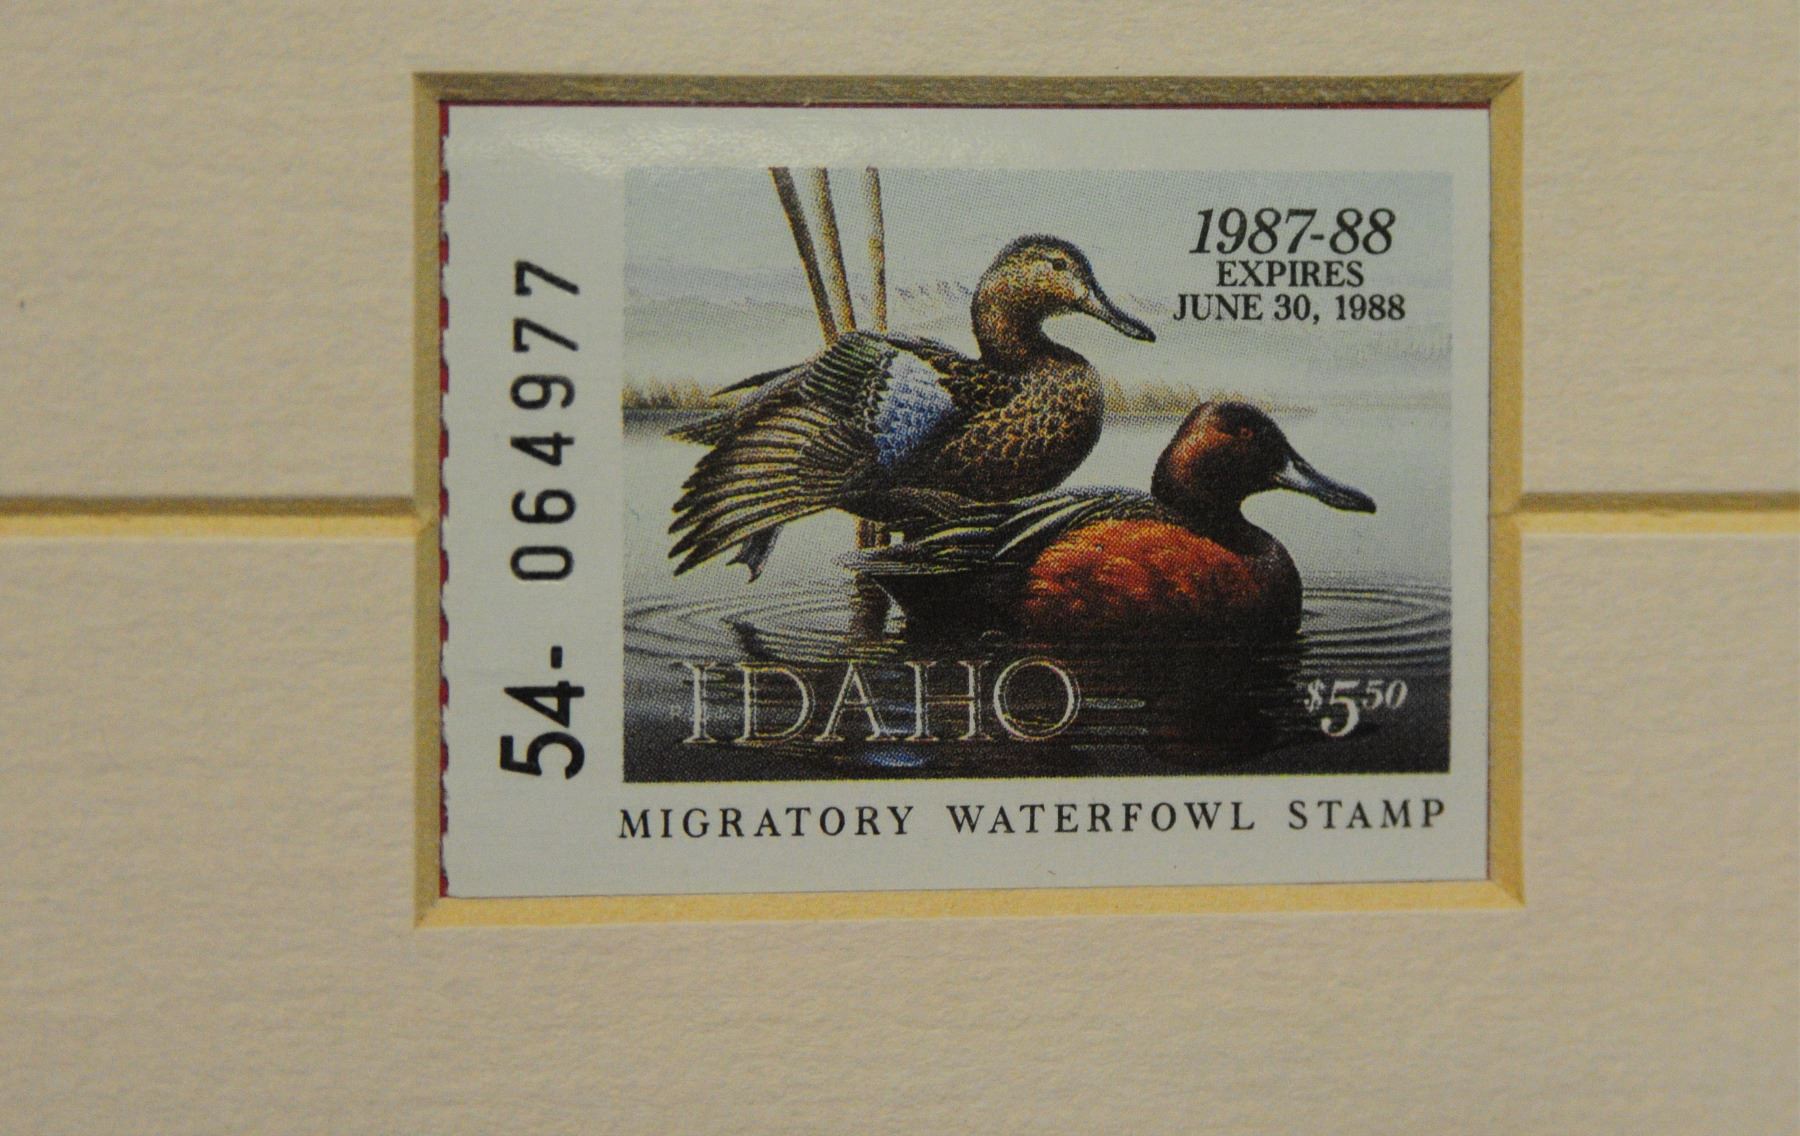 54- 064977
1987-88
EXPIRES
JUNE 30, 1988
IDAHO
$5.50
MIGRATORY WATERFOWL STAMP